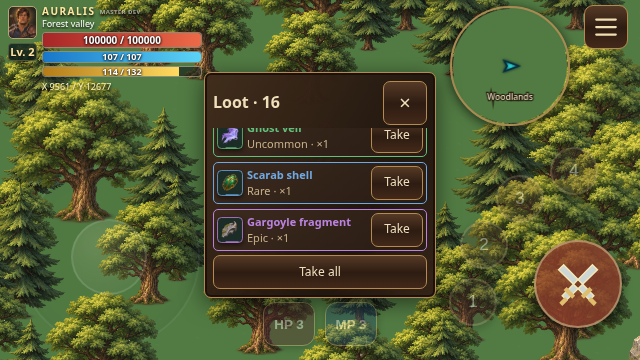 AURALIS MASTER DEV
Forest valley
Lv. 2
100000 / 100000
107 / 107
114 / 132
X 9561 / Y 12677
Woodlands
Loot · 16
×
Ghost veil
Uncommon · ×1
Take
Scarab shell
Rare · ×1
Take
Gargoyle fragment
Epic · ×1
Take
Take all
HP 3
MP 3
1
2
3
4